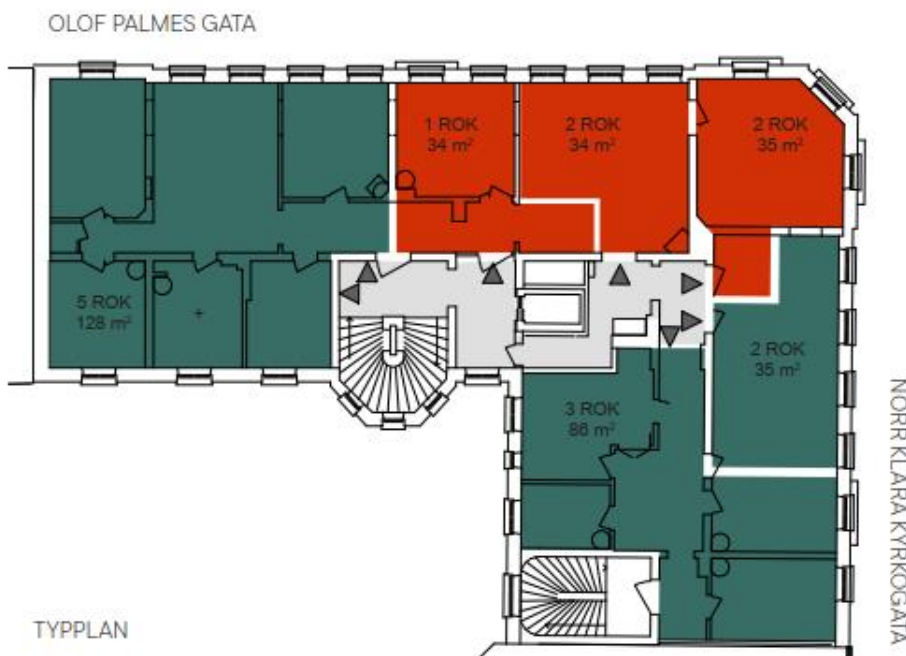 OLOF PALMES GATA
1 ROK
34 m²
2 ROK
34 m²
2 ROK
35 m²
5 ROK
128 m²
2 ROK
35 m²
3 ROK
86 m²
NORR KLARA KYRKOGATA
TYPPLAN